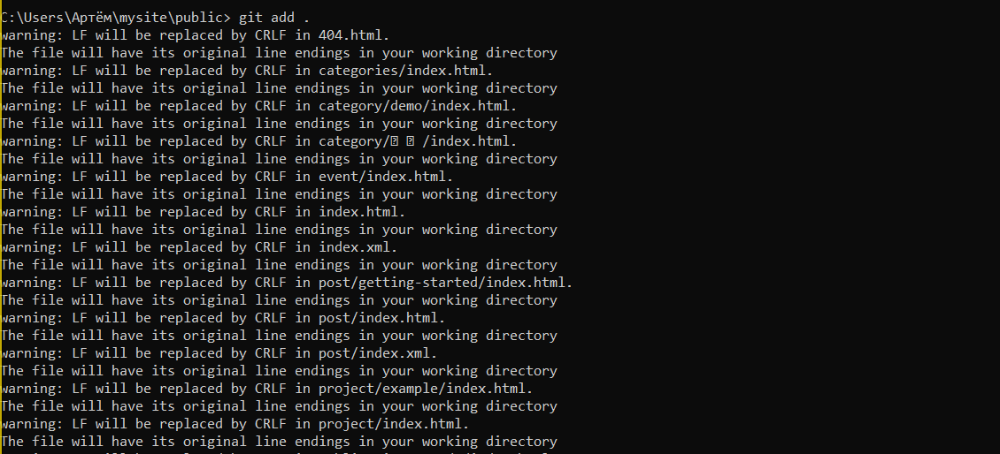 C:\Users\Артём\mysite\public> git add .
warning: LF will be replaced by CRLF in 404.html.
The file will have its original line endings in your working directory
warning: LF will be replaced by CRLF in categories/index.html.
The file will have its original line endings in your working directory
warning: LF will be replaced by CRLF in category/demo/index.html.
The file will have its original line endings in your working directory
warning: LF will be replaced by CRLF in category/ /index.html.
The file will have its original line endings in your working directory
warning: LF will be replaced by CRLF in event/index.html.
The file will have its original line endings in your working directory
warning: LF will be replaced by CRLF in index.html.
The file will have its original line endings in your working directory
warning: LF will be replaced by CRLF in index.xml.
The file will have its original line endings in your working directory
warning: LF will be replaced by CRLF in post/getting-started/index.html.
The file will have its original line endings in your working directory
warning: LF will be replaced by CRLF in post/index.html.
The file will have its original line endings in your working directory
warning: LF will be replaced by CRLF in post/index.xml.
The file will have its original line endings in your working directory
warning: LF will be replaced by CRLF in project/example/index.html.
The file will have its original line endings in your working directory
warning: LF will be replaced by CRLF in project/index.html.
The file will have its original line endings in your working directory